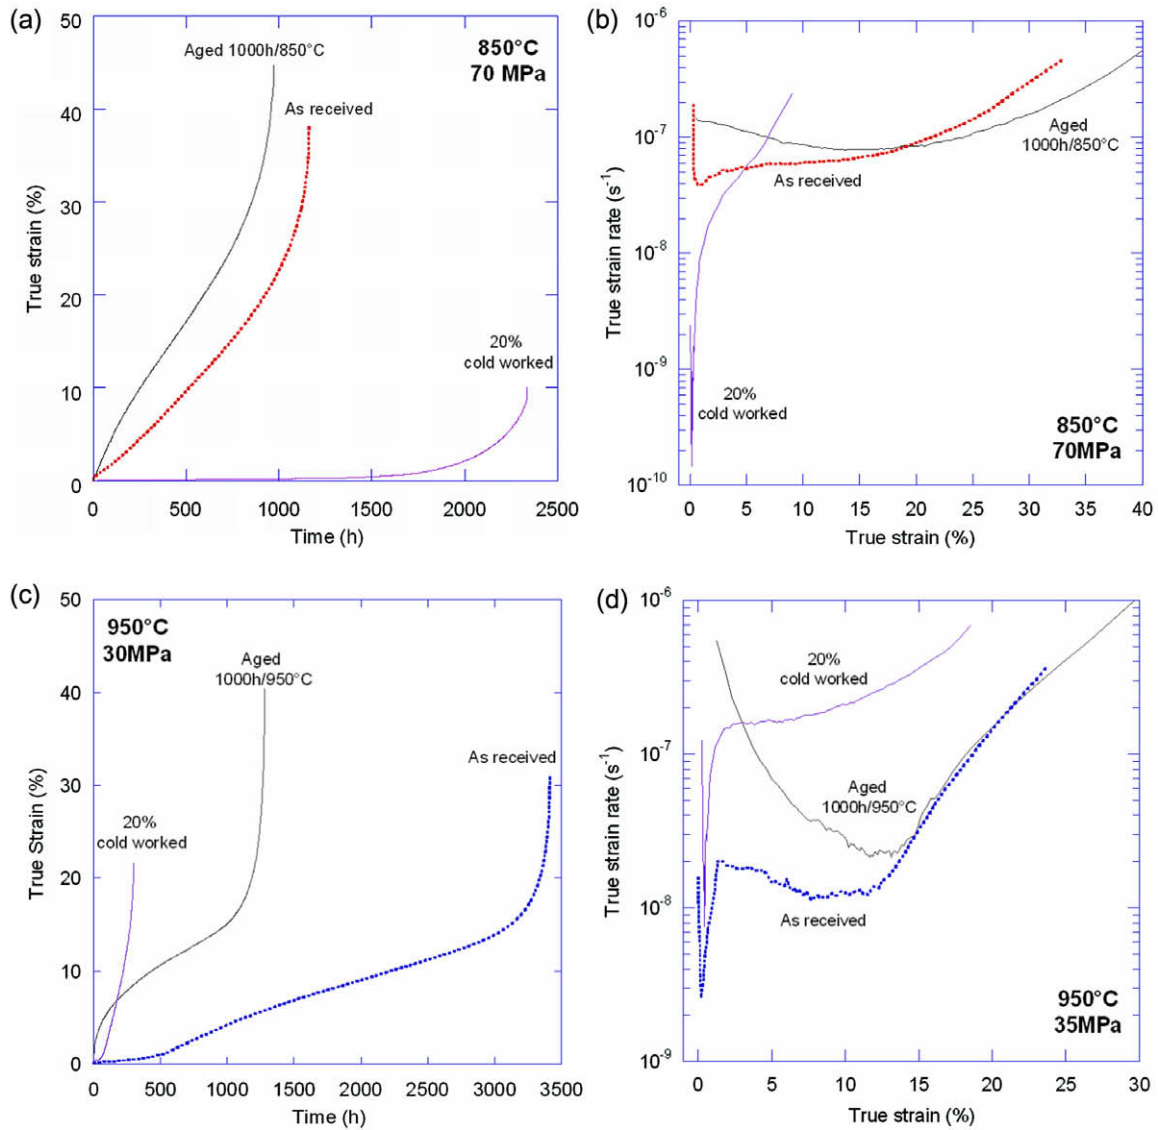 (a)
50
40
30
20
10
0
True strain (%)
Aged 1000h/850°C
As received
850°C
70 MPa
20%
cold worked
0 500 1000 1500 2000 2500
Time (h)
(b)
10⁻⁶
10⁻⁷
10⁻⁸
10⁻⁹
10⁻¹⁰
True strain rate (s⁻¹)
Aged
1000h/850°C
As received
20%
cold worked
850°C
70MPa
0 5 10 15 20 25 30 35 40
True strain (%)
(c)
50
40
30
20
10
0
True Strain (%)
950°C
30MPa
Aged
1000h/950°C
As received
20%
cold worked
0 500 1000 1500 2000 2500 3000 3500
Time (h)
(d)
10⁻⁶
10⁻⁷
10⁻⁸
10⁻⁹
True strain rate (s⁻¹)
20%
cold worked
Aged
1000h/950°C
As received
950°C
35MPa
0 5 10 15 20 25 30
True strain (%)